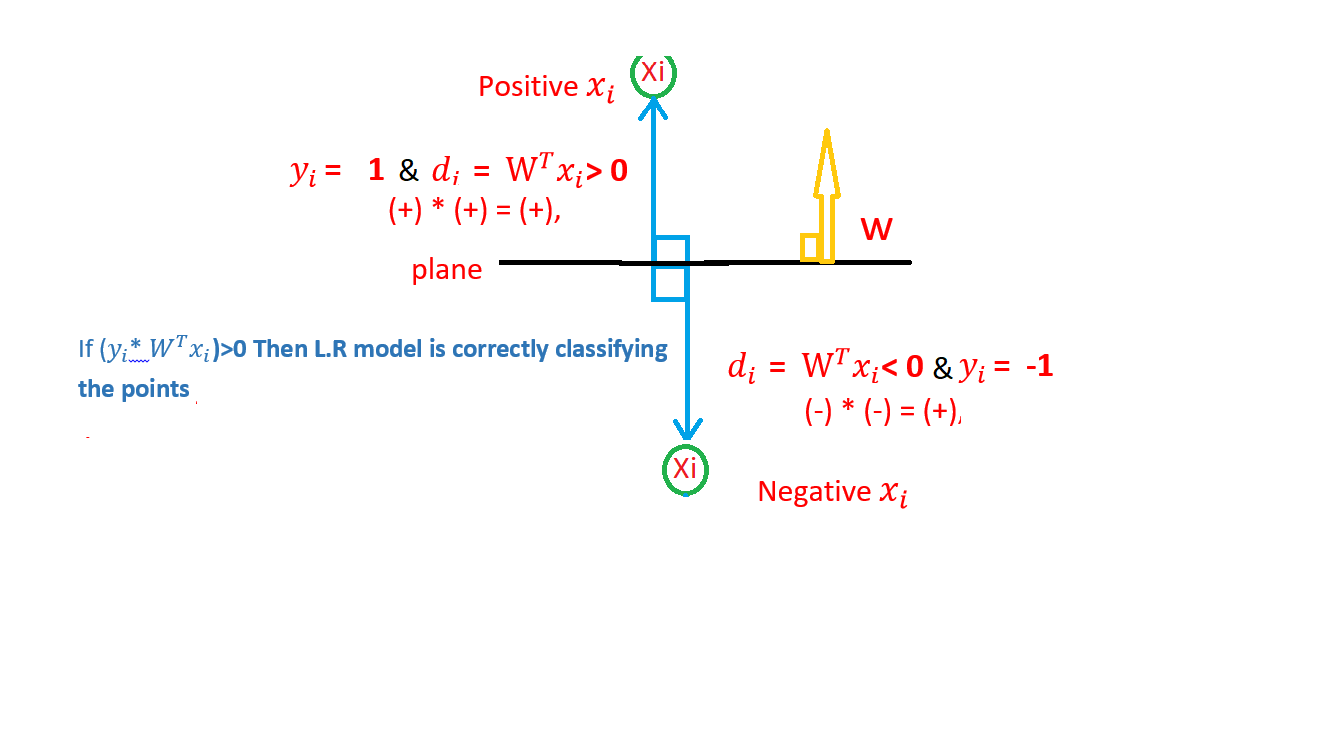 Xi
Positive xᵢ
yᵢ = 1 & dᵢ = Wᵀxᵢ> 0
(+) * (+) = (+),
W
plane
If (yᵢ* Wᵀxᵢ)>0 Then L.R model is correctly classifying
the points
dᵢ = Wᵀxᵢ< 0 & yᵢ = -1
(-) * (-) = (+),
Xi
Negative xᵢ